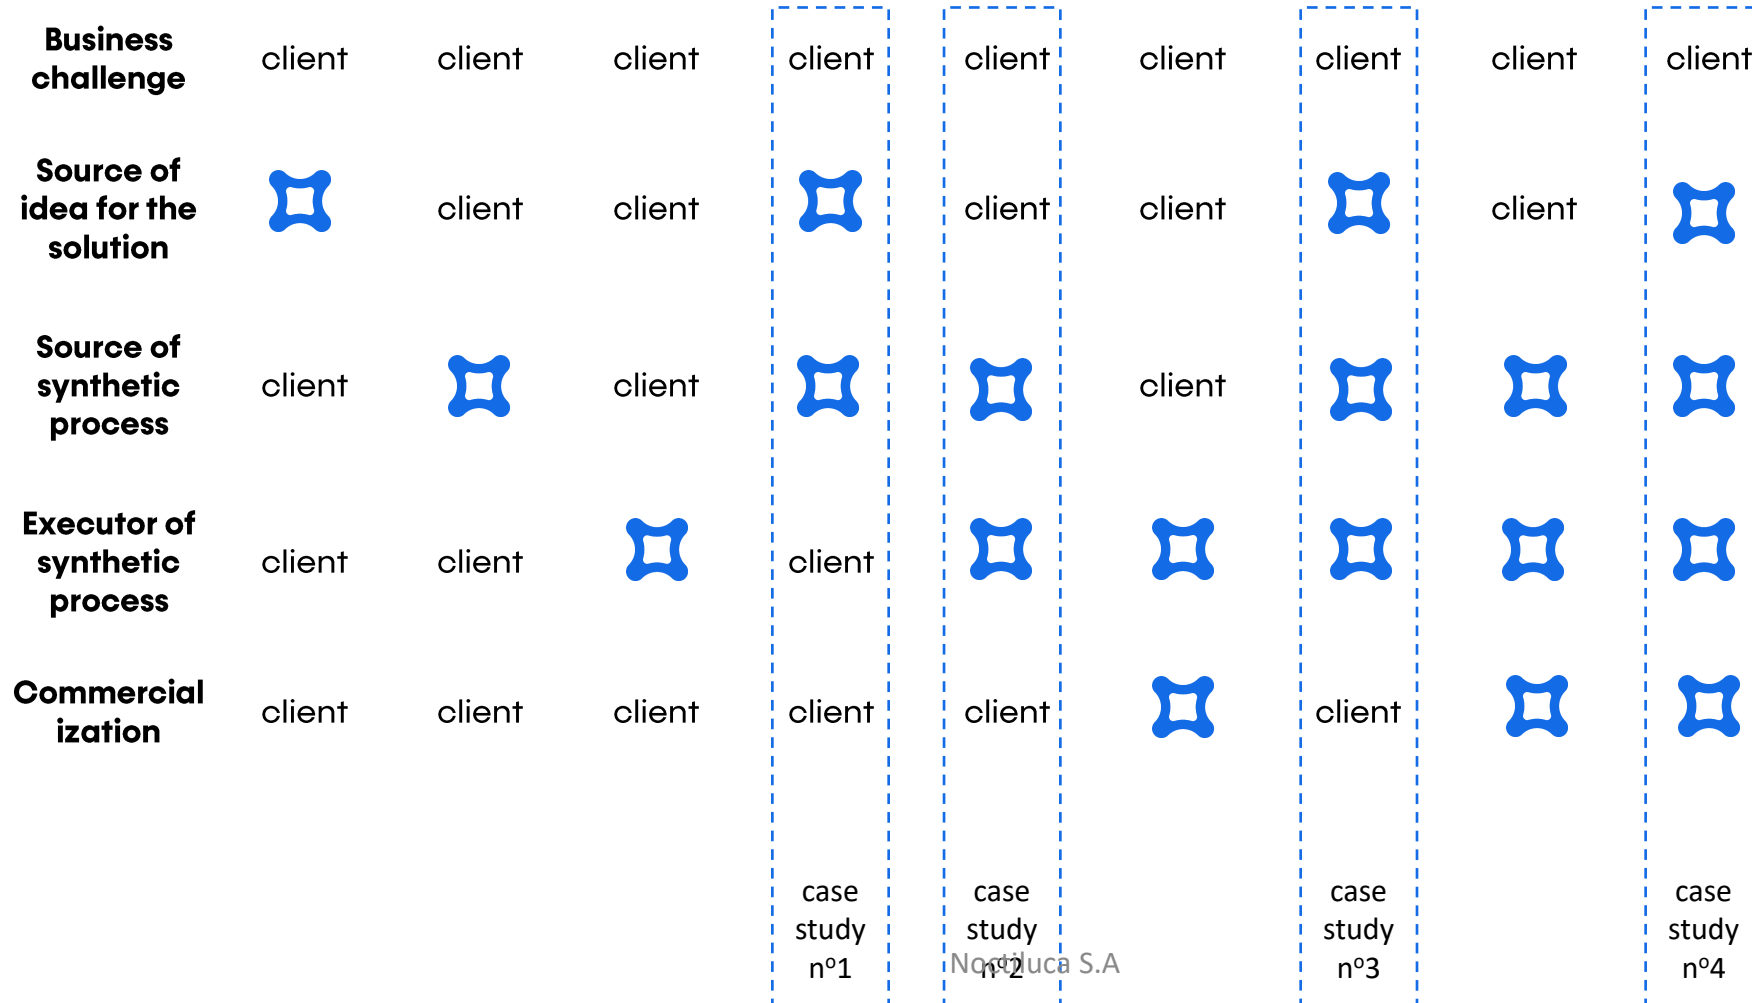 Business
challenge
client client client client client client client client client
Source of
idea for the
solution
client client client client client
Source of
synthetic
process
client client client
Executor of
synthetic
process
client client client
Commercial
ization
client client client client client client
case
study
nº1
case
study
nº2
case
study
nº3
case
study
nº4
Noctiluca S.A